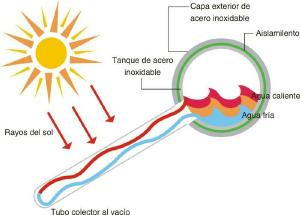 Capa exterior de
acero inoxidable
Aislamilento
Tanque de acero
inoxidable
Agua caliente
Agua fría
Rayos del sol
Tubo colector al vacío